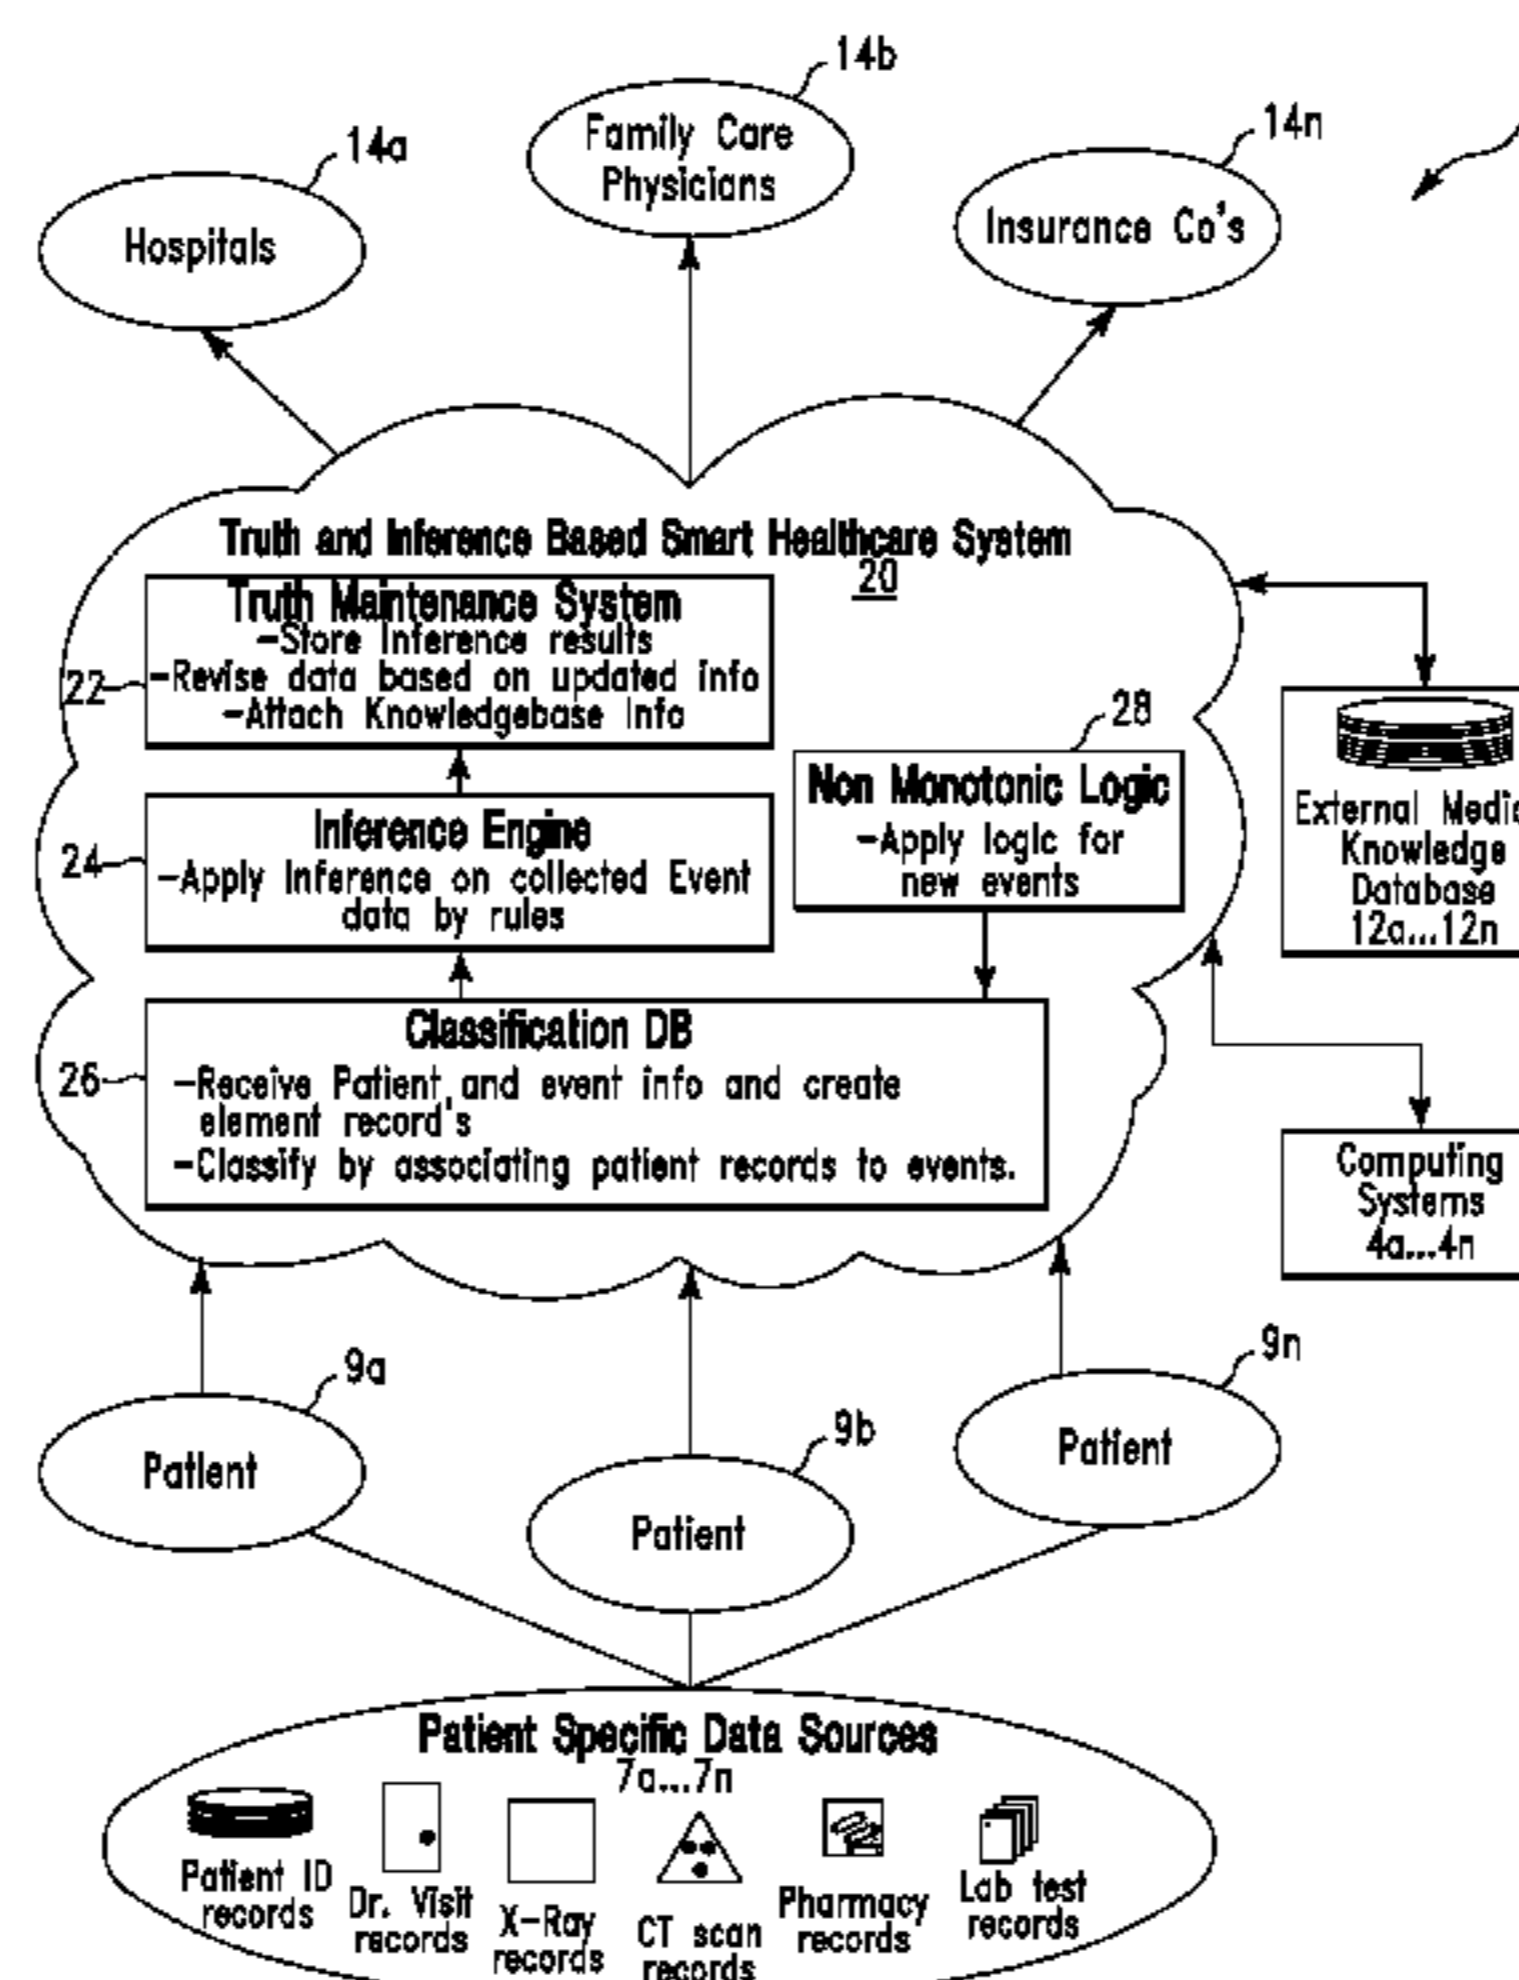 14b
Family Care
Physicians
14n
14a
Insurance Co's
Hospitals
Truth and Inference Based Smart Healthcare System
20
Truth Maintenance System
-Store Inference results
22
-Revise data based on updated info
-Attach Knowledgebase Info
28
Non Monotonic Logic
-Apply logic for
new events
Inference Engine
24
-Apply Inference on collected Event
data by rules
External
Knowledge
Database
12a...12n
Classification DB
26
-Receive Patient and event info and create
element record's
-Classify by associating patient records to events.
Computing
Systems
4a...4n
9a
9n
9b
Patient
Patient
Patient
Patient Specific Data Sources
7a...7n
Patient ID
records
Dr. Visit
records
X-Ray
records
CT scan
records
Pharmacy
records
Lab test
records